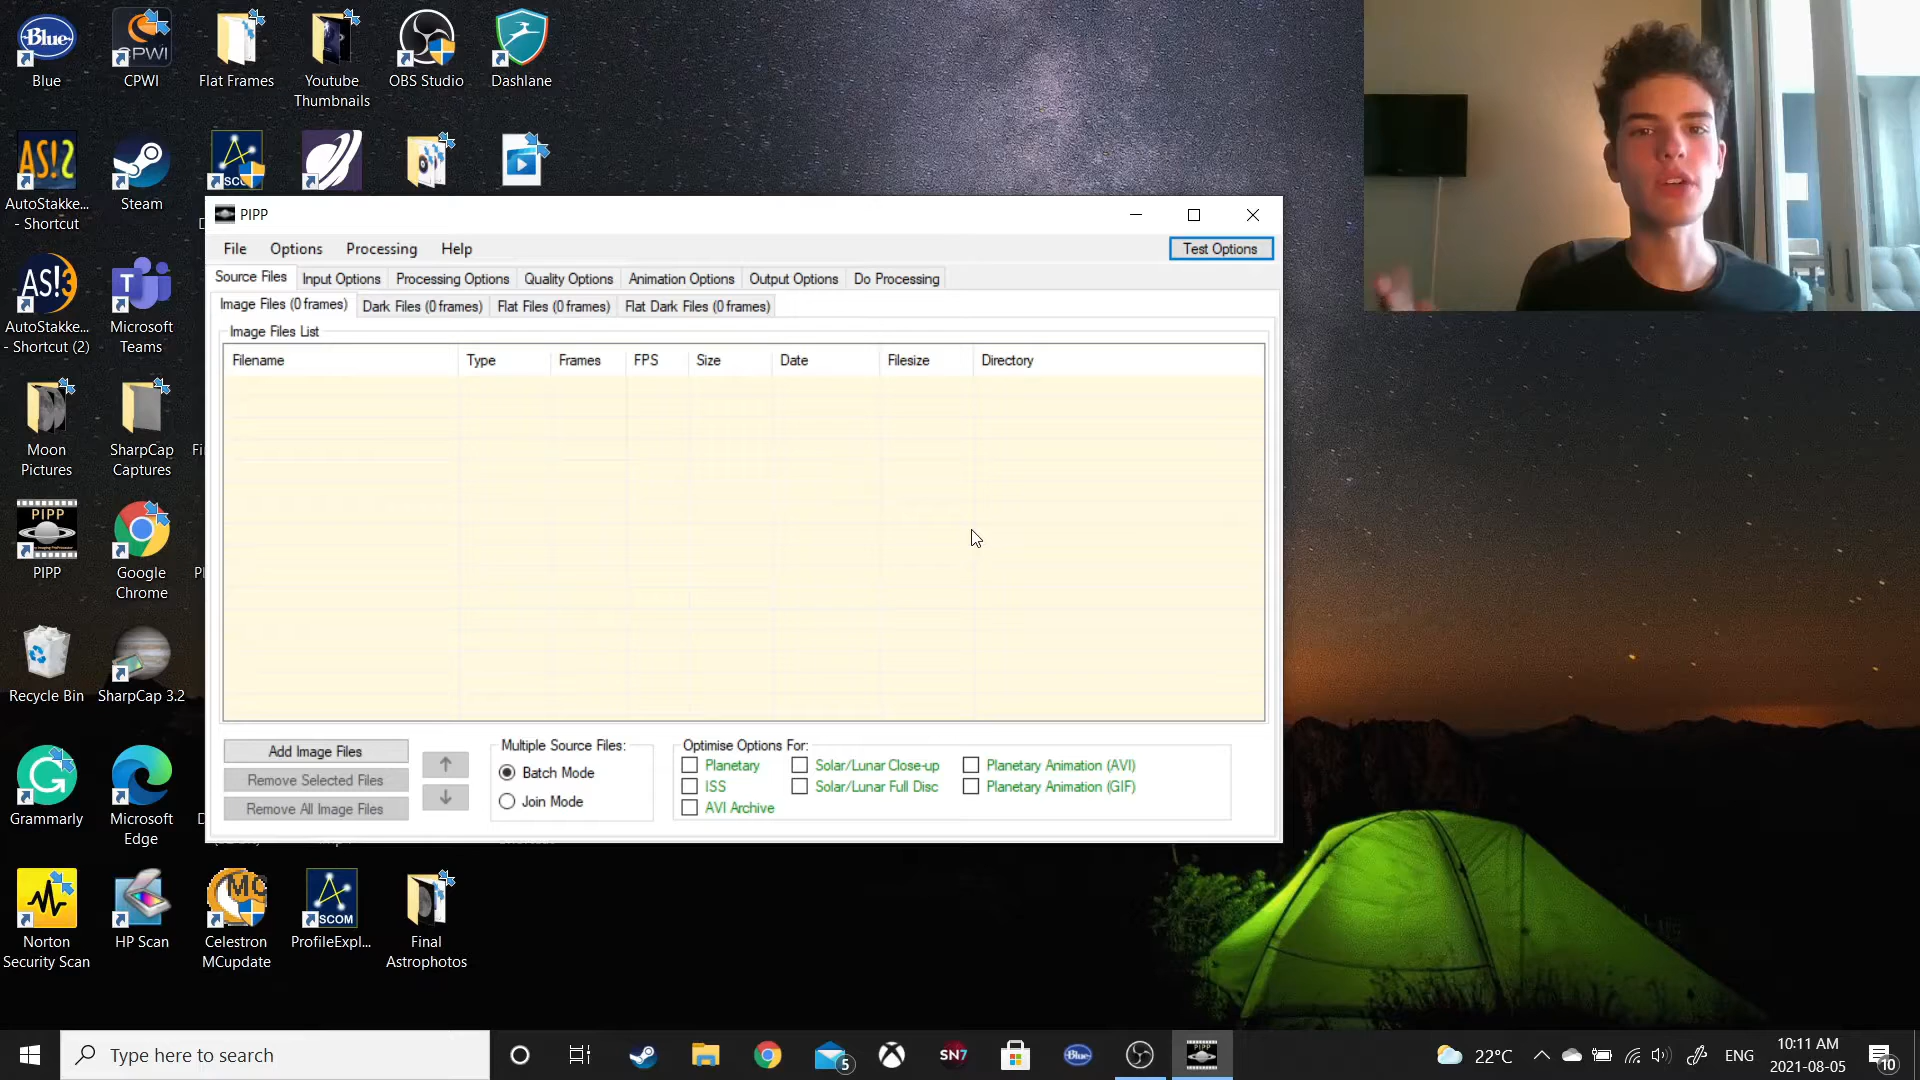 Blue
CPWI
Flat Frames
Youtube
Thumbnails
OBS Studio
Dashlane
AutoStakke...
- Shortcut
Steam
AutoStakke...
- Shortcut (2)
Microsoft
Teams
Moon
Pictures
SharpCap
Captures
PIPP
Google
Chrome
Recycle Bin
SharpCap 3.2
Grammarly
Microsoft
Edge
Norton
Security Scan
HP Scan
Celestron
MCupdate
ProfileExpl...
Final
Astrophotos
PIPP
File Options Processing Help
Test Options
Source Files Input Options Processing Options Quality Options Animation Options Output Options Do Processing
Image Files (0 frames) Dark Files (0 frames) Flat Files (0 frames) Flat Dark Files (0 frames)
Image Files List
Filename Type Frames FPS Size Date Filesize Directory
Add Image Files
Remove Selected Files
Remove All Image Files
Multiple Source Files:
Batch Mode
Join Mode
Optimise Options For:
Planetary Solar/Lunar Close-up Planetary Animation (AVI)
ISS Solar/Lunar Full Disc Planetary Animation (GIF)
AVI Archive
Type here to search
5
SN7
22°C
ENG
10:11 AM
2021-08-05
10